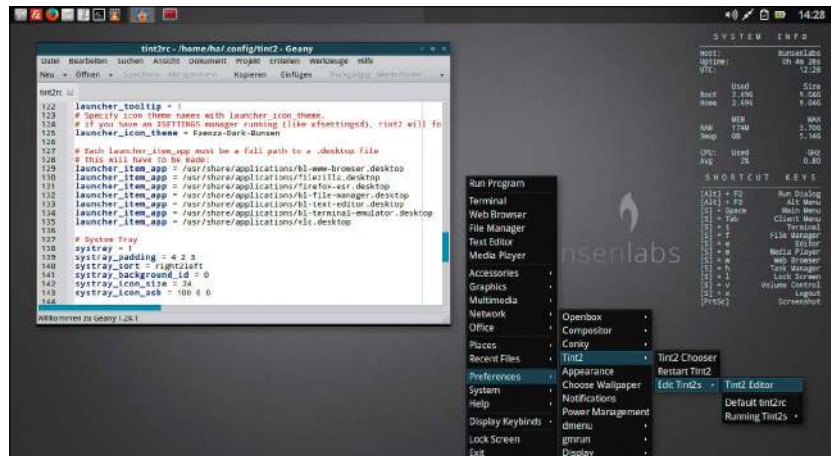 14:28
tint2rc - /home/ha/.config/tint2 - Geany
Datei Bearbeiten Suchen Ansicht Dokument Projekt Erstellen Werkzeuge Hilfe
Neu Öffnen Speichern Alle speichern Kopieren Einfügen Rückgängig Wiederholen
tint2rc
122 launcher_tooltip = 1
123 # Specify icon theme names with launcher_icon_theme.
124 # if you have an XSETTINGS manager running (like xfsettingsd), tint2 will fo
125 launcher_icon_theme = Faenza-Dark-Bunsen
126
127 # Each launcher_item_app must be a full path to a .desktop file
128 # this will have to be made:
129 launcher_item_app = /usr/share/applications/bl-www-browser.desktop
130 launcher_item_app = /usr/share/applications/filezilla.desktop
131 launcher_item_app = /usr/share/applications/firefox-esr.desktop
132 launcher_item_app = /usr/share/applications/bl-file-manager.desktop
133 launcher_item_app = /usr/share/applications/bl-text-editor.desktop
134 launcher_item_app = /usr/share/applications/bl-terminal-emulator.desktop
135 launcher_item_app = /usr/share/applications/vlc.desktop
136
137 # System Tray
138 systray = 1
139 systray_padding = 4 2 3
140 systray_sort = right2left
141 systray_background_id = 0
142 systray_icon_size = 24
143 systray_icon_asb = 100 0 0
144
Willkommen zu Geany 1.24.1.
Run Program
Terminal
Web Browser
File Manager
Text Editor
Media Player
Accessories
Graphics
Multimedia
Network
Office
Places
Recent Files
Preferences
System
Help
Display Keybinds
Lock Screen
Exit
Openbox
Compositor
Conky
Tint2
Appearance
Choose Wallpaper
Notifications
Power Management
dmenu
gmrun
Display
Tint2 Chooser
Restart Tint2
Edit Tint2s
Tint2 Editor
Default tint2rc
Running Tint2s
nsenlabs
SYSTEM INFO
Host: bunsenlabs
Uptime: 0h 4m 28s
UTC: 12:28
Used Size
Root 2.69G 9.04G
Home 2.69G 9.04G
MEM MAX
RAM 174M 3.70G
Swap 0B 5.14G
CPU: Used GHz
Avg 2% 0.80
SHORTCUT KEYS
[Alt] + F2 Run Dialog
[Alt] + F3 Alt Menu
[S] + Space Main Menu
[S] + Tab Client Menu
[S] + t Terminal
[S] + f File Manager
[S] + e Editor
[S] + m Media Player
[S] + w Web Browser
[S] + h Task Manager
[S] + l Lock Screen
[S] + v Volume Control
[S] + x Logout
[PrtSc] Screenshot